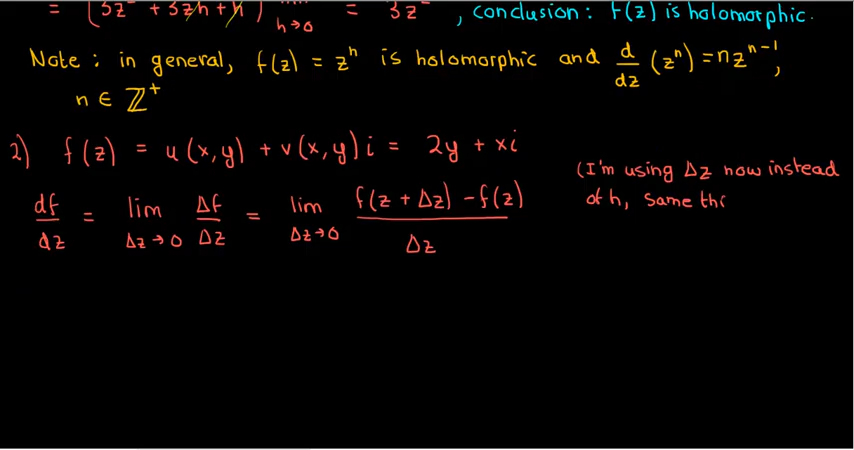 = (3z² + 3zh + h) lim h→0 = 3z², conclusion: f(z) is holomorphic.
Note: in general, f(z) = zⁿ is holomorphic and d/dz (zⁿ) = nzⁿ⁻¹,
n ∈ ℤ⁺
2) f(z) = u(x,y) + v(x,y)i = 2y + xi
(I'm using Δz now instead
of h, same th
df/dz = lim Δz→0 Δf/Δz = lim Δz→0 (f(z + Δz) - f(z))/Δz